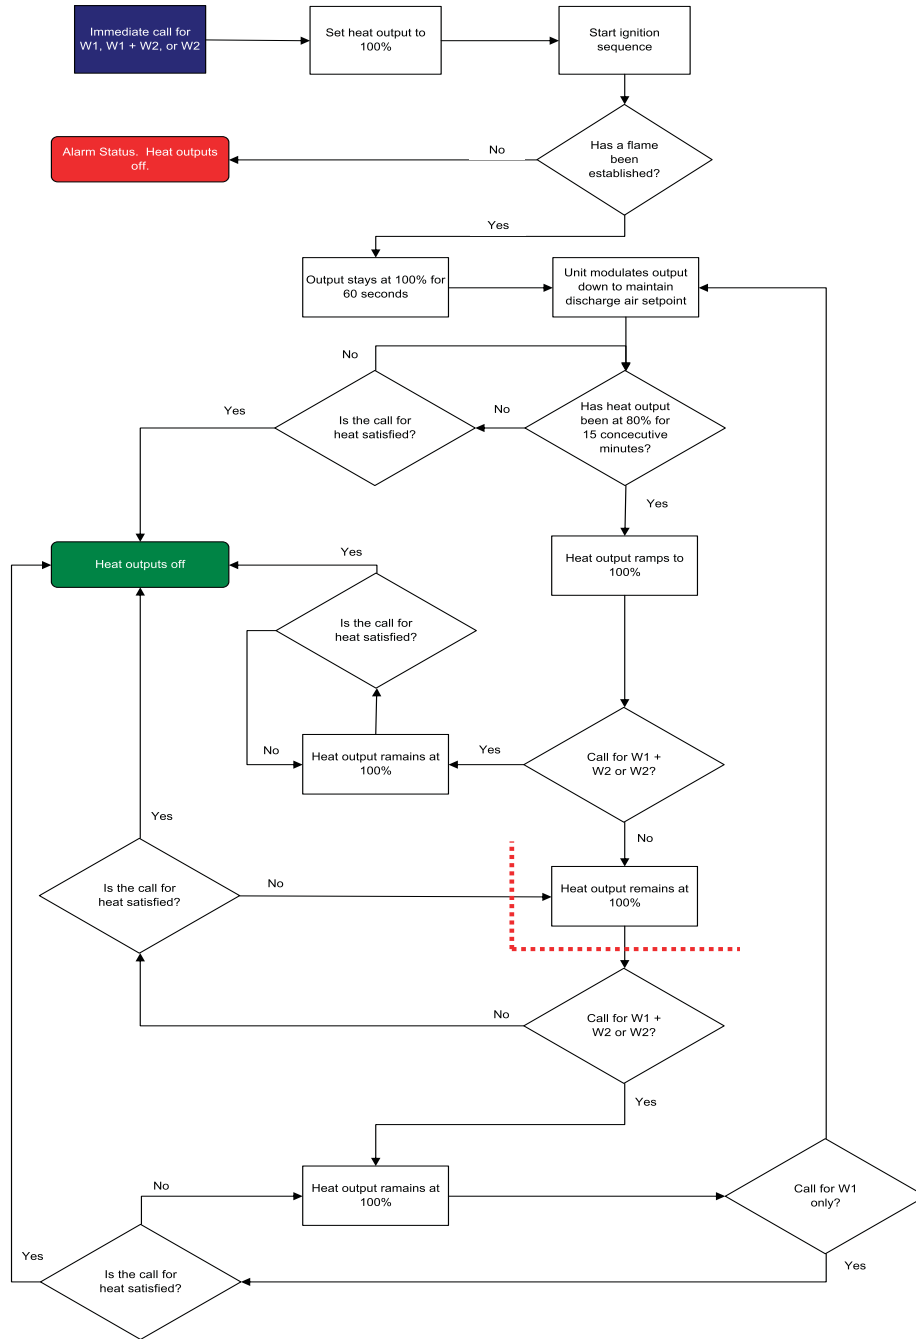 Immediate call for
W1, W1 + W2, or W2
Set heat output to
100%
Start ignition
sequence
Alarm Status.  Heat outputs
off.
No
Has a flame
been
established?
Yes
Output stays at 100% for
60 seconds
Unit modulates output
down to maintain
discharge air setpoint
No
Yes
Is the call for
heat satisfied?
No
Has heat output
been at 80% for
15 concecutive
minutes?
Yes
Heat outputs off
Yes
Heat output ramps to
100%
Is the call for
heat satisfied?
No
Heat output ramains at
100%
Yes
Call for W1 +
W2 or W2?
Yes
No
Is the call for
heat satisfied?
No
Heat output remains at
100%
No
Call for W1 +
W2 or W2?
Yes
No
Heat output ramains at
100%
Call for W1
only?
Yes
Is the call for
heat satisfied?
Yes